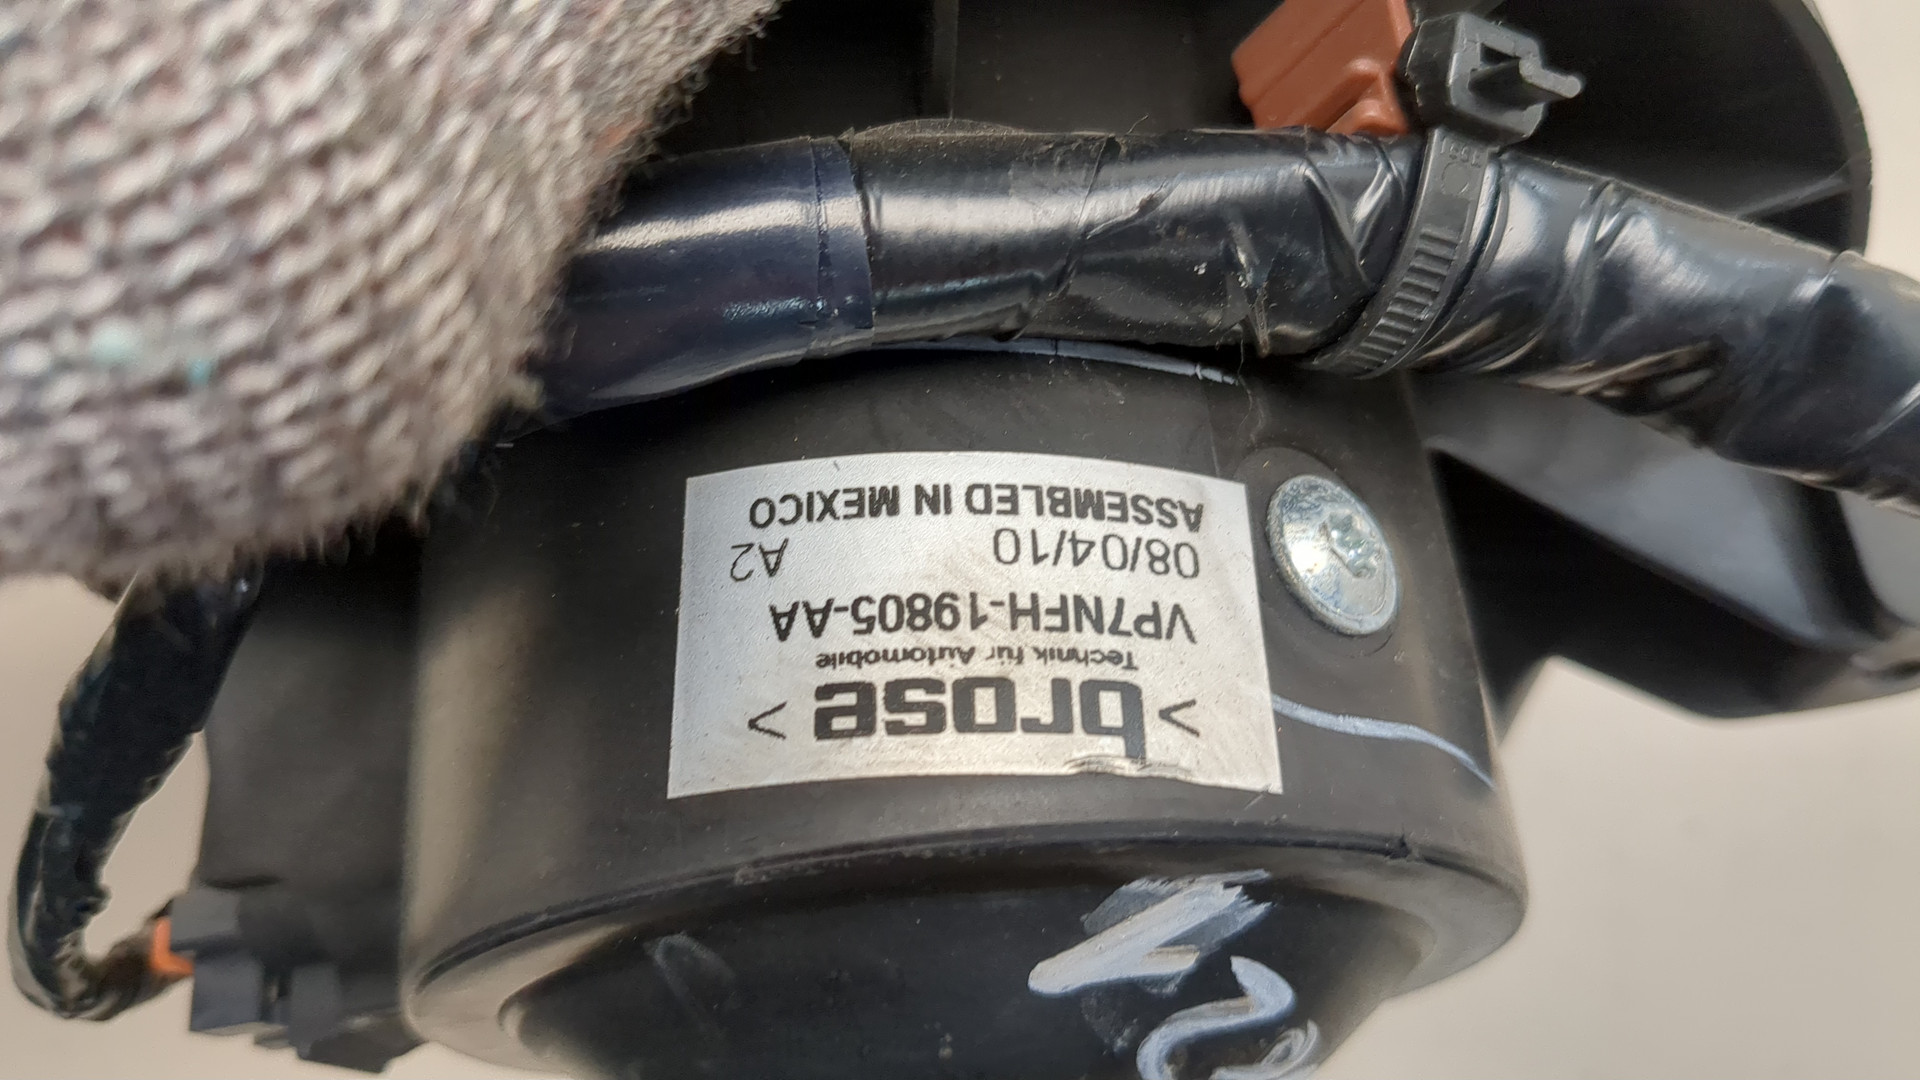 >brose>
Technik für Automobile
VP7NFH-19805-AA
08/04/10 A2
ASSEMBLED IN MEXICO